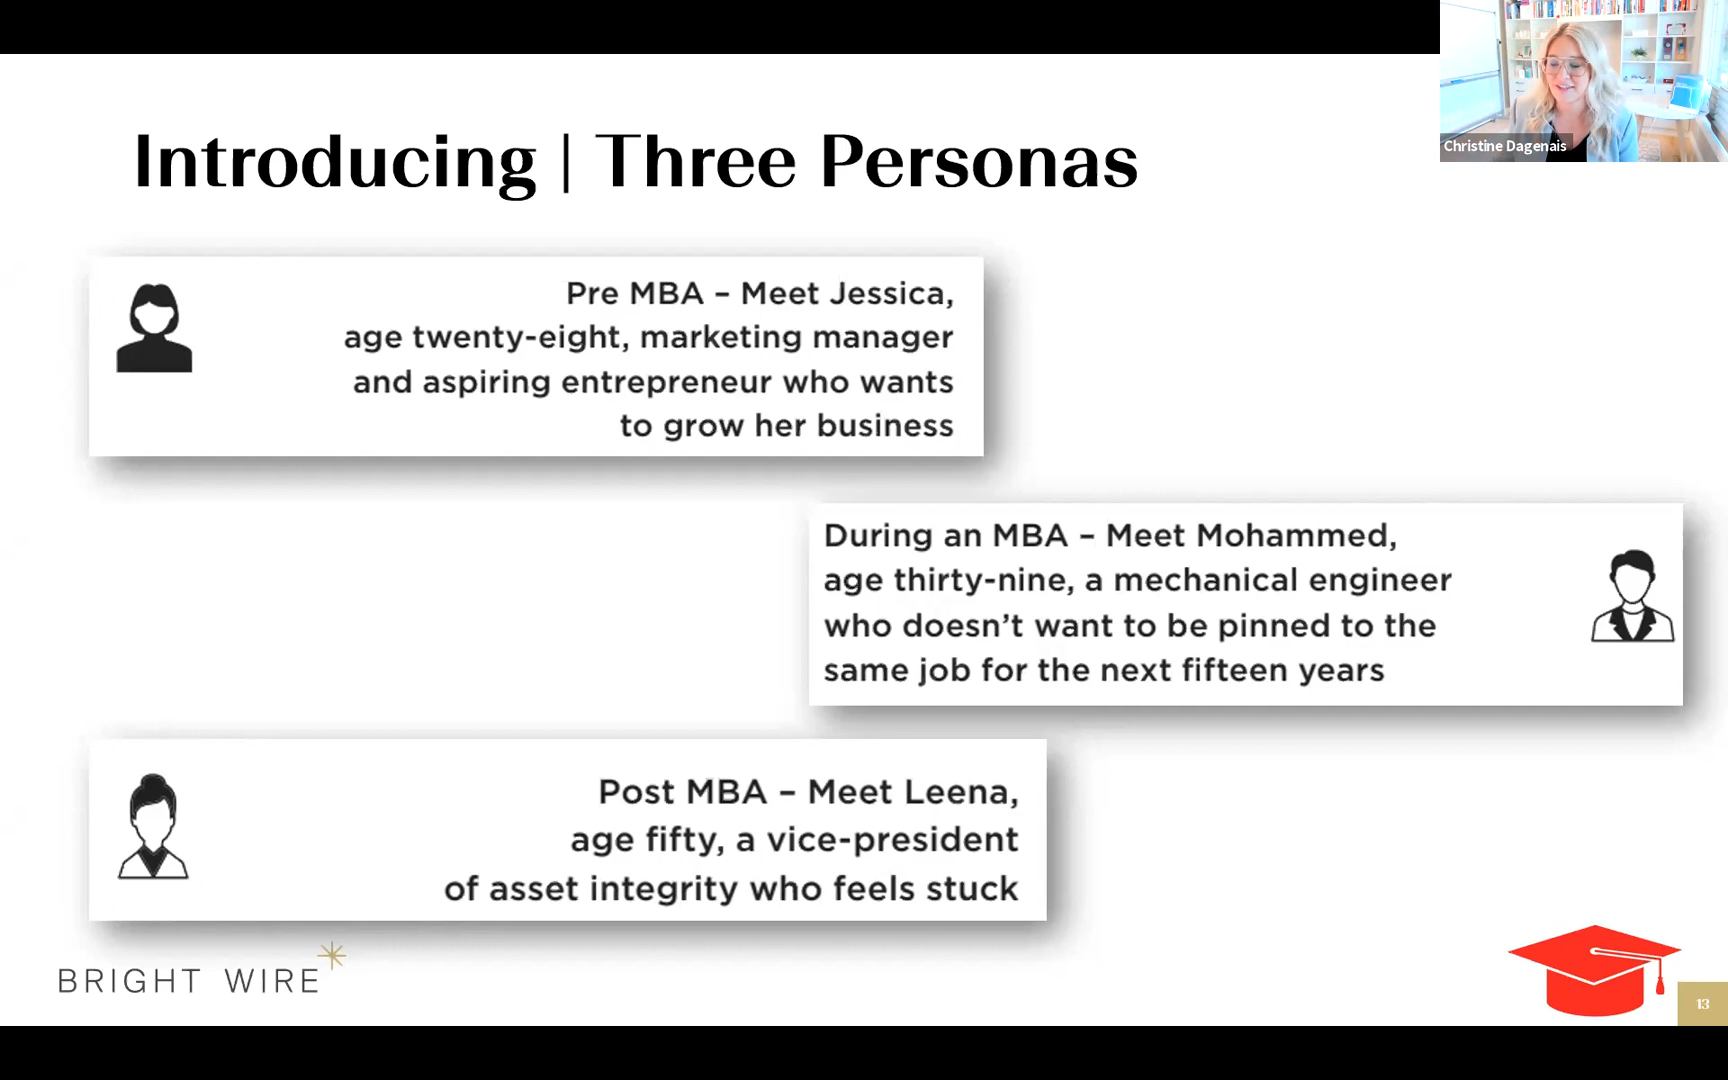 Christine Dagenais
Introducing | Three Personas
Pre MBA – Meet Jessica,
age twenty-eight, marketing manager
and aspiring entrepreneur who wants
to grow her business
During an MBA – Meet Mohammed,
age thirty-nine, a mechanical engineer
who doesn’t want to be pinned to the
same job for the next fifteen years
Post MBA – Meet Leena,
age fifty, a vice-president
of asset integrity who feels stuck
BRIGHT WIRE
13